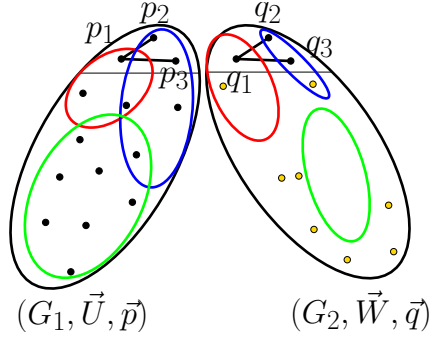 p₁ p₂ p₃
q₂ q₃ q₁
(G₁, U⃗, p⃗)
(G₂, W⃗, q⃗)